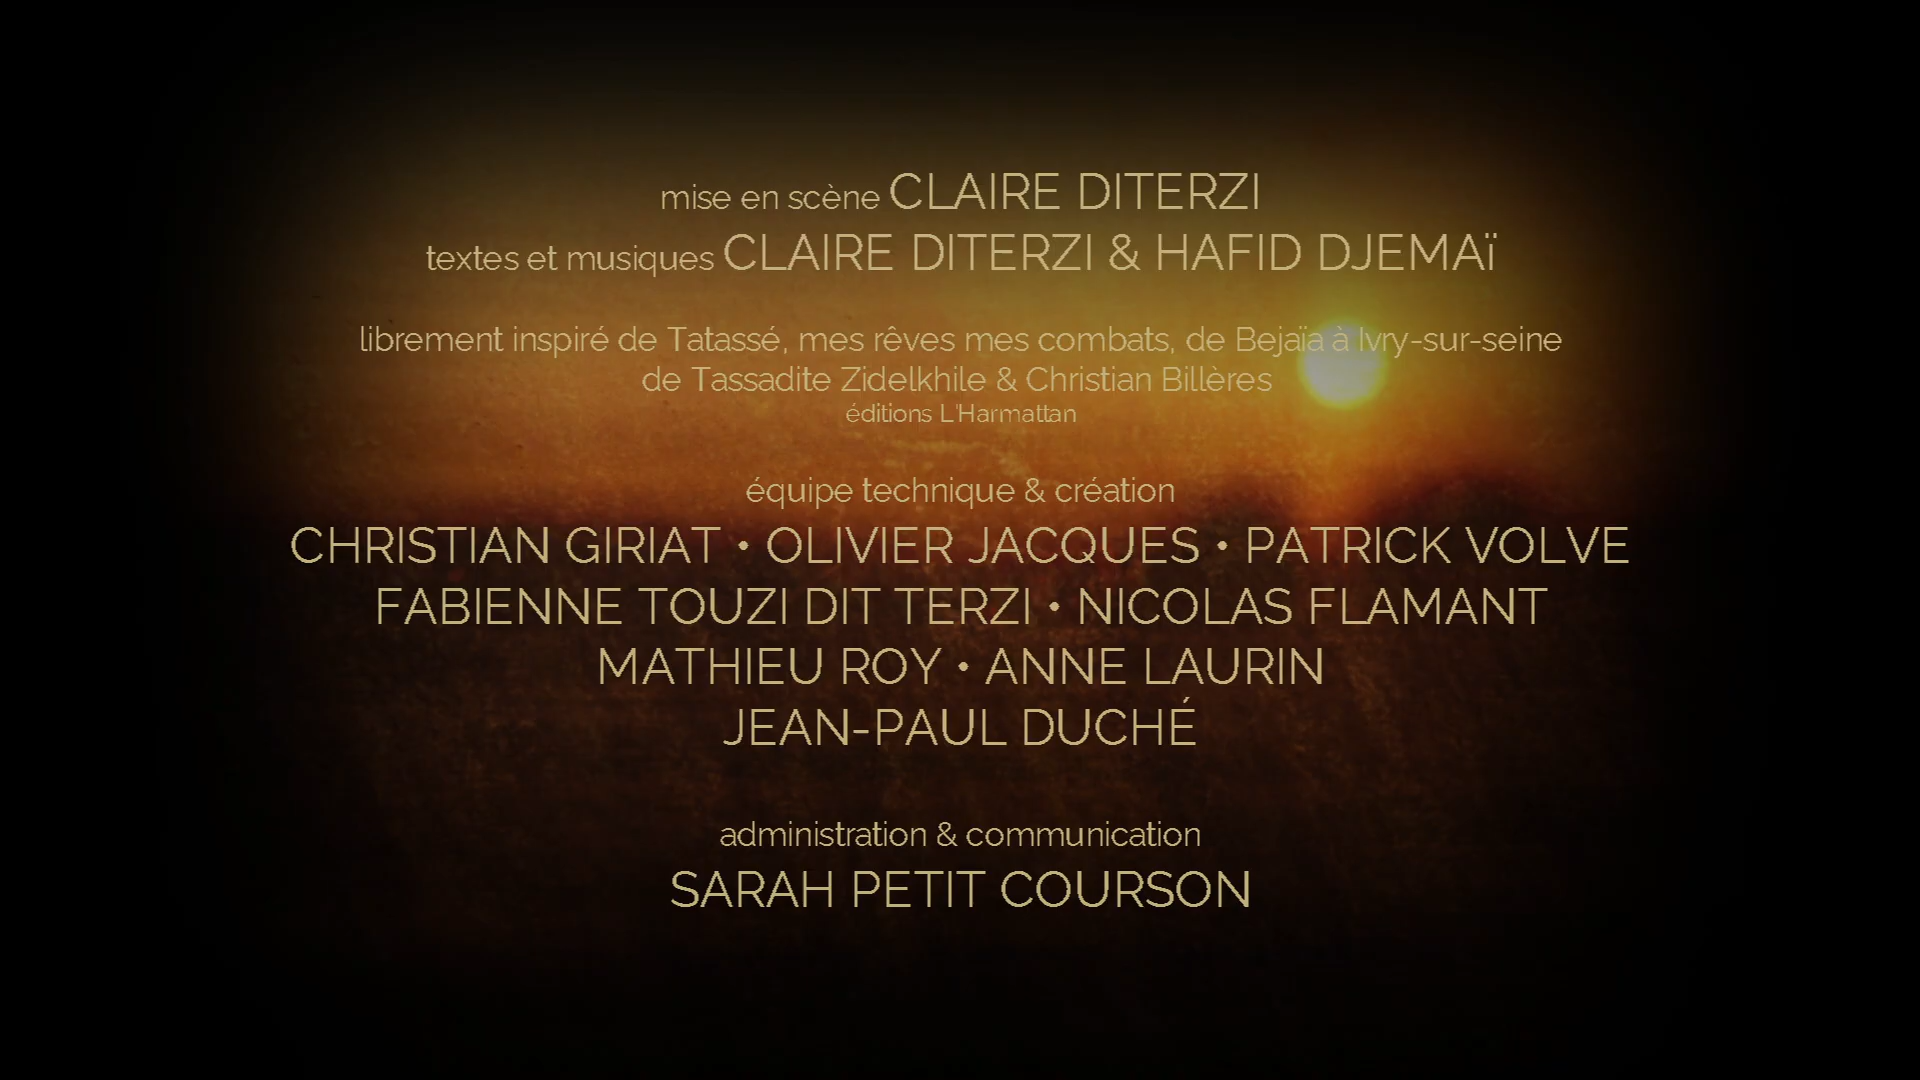 mise en scène CLAIRE DITERZI
textes et musiques CLAIRE DITERZI & HAFID DJEMAï
librement inspiré de Tatassé, mes rêves mes combats, de Bejaïa à Ivry-sur-seine
de Tassadite Zidelkhile & Christian Billères
éditions L'Harmattan
équipe technique & création
CHRISTIAN GIRIAT • OLIVIER JACQUES • PATRICK VOLVE
FABIENNE TOUZI DIT TERZI • NICOLAS FLAMANT
MATHIEU ROY • ANNE LAURIN
JEAN-PAUL DUCHÉ
administration & communication
SARAH PETIT COURSON